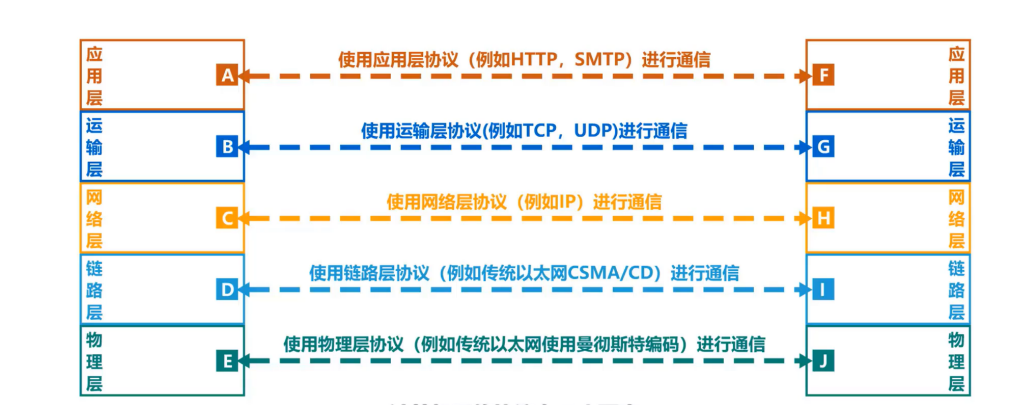 应用层 A 使用应用层协议（例如HTTP，SMTP）进行通信 F 应用层
运输层 B 使用运输层协议(例如TCP，UDP)进行通信 G 运输层
网络层 C 使用网络层协议（例如IP）进行通信 H 网络层
链路层 D 使用链路层协议（例如传统以太网CSMA/CD）进行通信 I 链路层
物理层 E 使用物理层协议（例如传统以太网使用曼彻斯特编码）进行通信 J 物理层